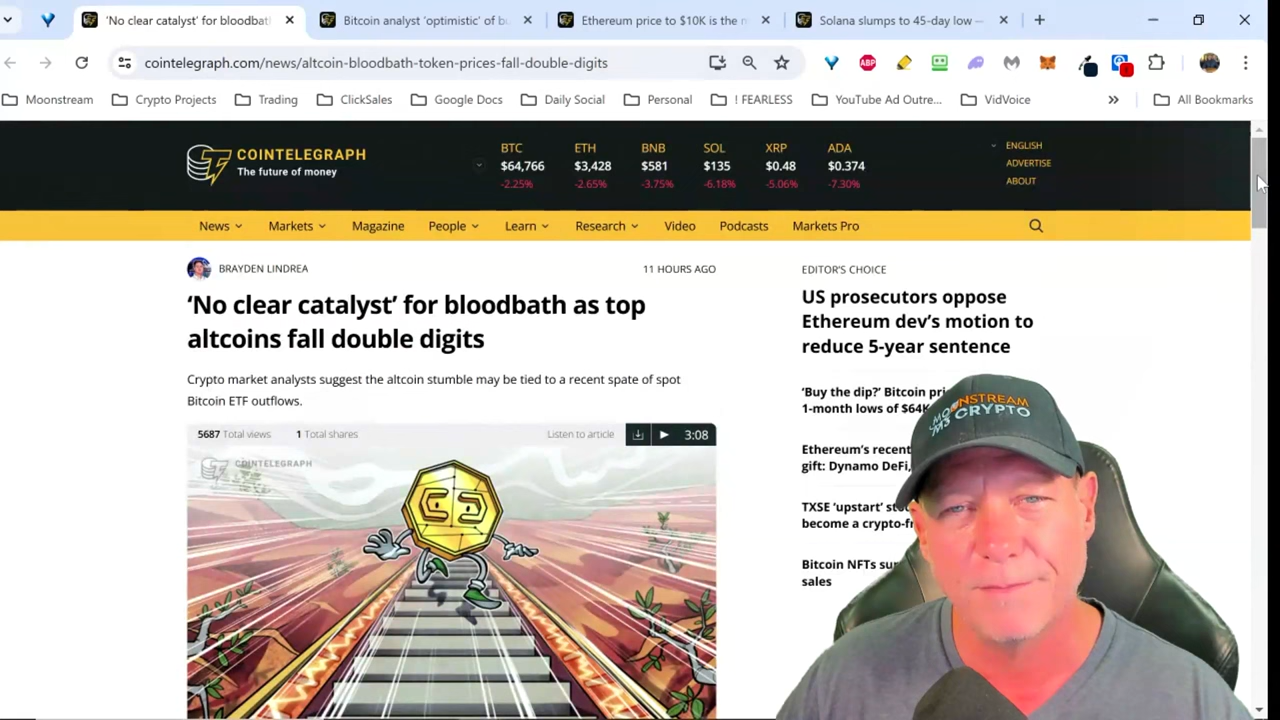 'No clear catalyst' for bloodbat
Bitcoin analyst 'optimistic' of bu
Ethereum price to $10K is the n
Solana slumps to 45-day low —
cointelegraph.com/news/altcoin-bloodbath-token-prices-fall-double-digits
ABP
Moonstream
Crypto Projects
Trading
ClickSales
Google Docs
Daily Social
Personal
! FEARLESS
YouTube Ad Outre...
VidVoice
All Bookmarks
COINTELEGRAPH
The future of money
BTC ETH BNB SOL XRP ADA
$64,766 $3,428 $581 $135 $0.48 $0.374
-2.25% -2.65% -3.75% -6.18% -5.06% -7.30%
ENGLISH
ADVERTISE
ABOUT
News Markets Magazine People Learn Research Video Podcasts Markets Pro
BRAYDEN LINDREA
11 HOURS AGO
'No clear catalyst' for bloodbath as top
altcoins fall double digits
Crypto market analysts suggest the altcoin stumble may be tied to a recent spate of spot
Bitcoin ETF outflows.
5687 Total views 1 Total shares
Listen to article
3:08
COINTELEGRAPH
EDITOR'S CHOICE
US prosecutors oppose
Ethereum dev's motion to
reduce 5-year sentence
'Buy the dip?' Bitcoin pri
1-month lows of $64K
Ethereum's recent
gift: Dynamo DeFi,
TXSE 'upstart' sto
become a crypto-fr
Bitcoin NFTs sur
sales
MOONSTREAM
CRYPTO